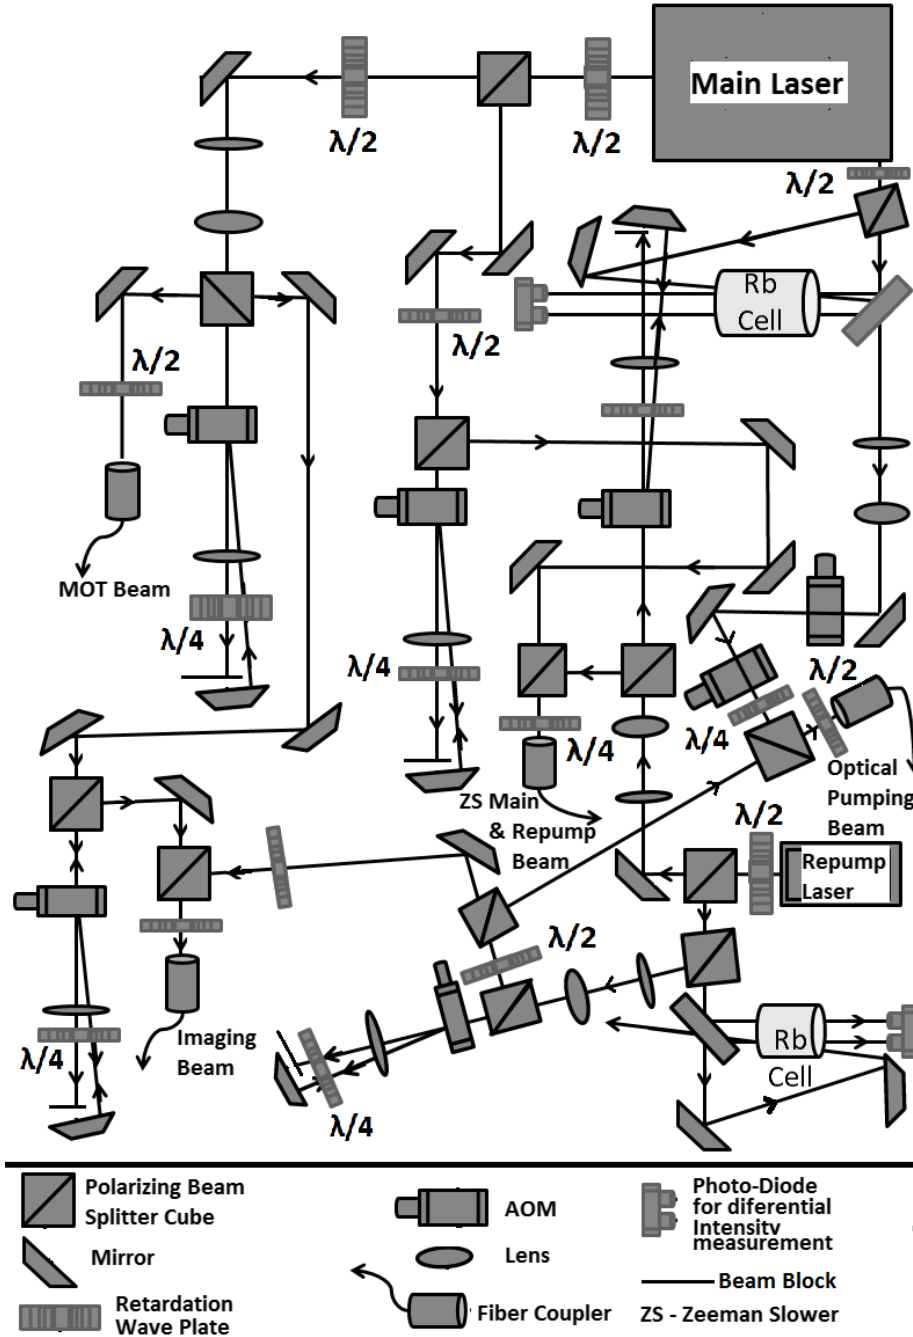 Main Laser
λ/2
λ/2
λ/2
Rb
Cell
λ/2
λ/2
MOT Beam
λ/4
λ/4
λ/2
λ/4
λ/4
ZS Main
& Repump
Beam
Optical
Pumping
Beam
λ/2
Repump
Laser
λ/2
Imaging
Beam
λ/4
λ/4
Rb
Cell
Polarizing Beam
Splitter Cube
Mirror
Retardation
Wave Plate
AOM
Lens
Fiber Coupler
Photo-Diode
for diferential
Intensity
measurement
Beam Block
ZS - Zeeman Slower